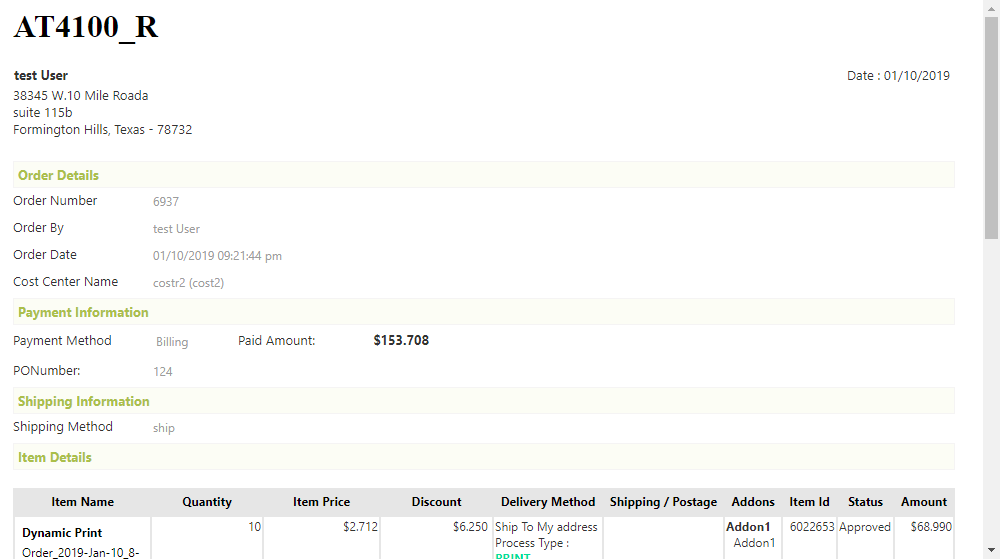 AT4100_R
test User
Date : 01/10/2019
38345 W.10 Mile Roada
suite 115b
Formington Hills, Texas - 78732
Order Details
Order Number 6937
Order By test User
Order Date 01/10/2019 09:21:44 pm
Cost Center Name costr2 (cost2)
Payment Information
Payment Method Billing Paid Amount: $153.708
PONumber: 124
Shipping Information
Shipping Method ship
Item Details
Item Name Quantity Item Price Discount Delivery Method Shipping / Postage Addons Item Id Status Amount
Dynamic Print 10 $2.712 $6.250 Ship To My address Addon1 6022653 Approved $68.990
Order_2019-Jan-10_8- Process Type : Addon1
PRINT